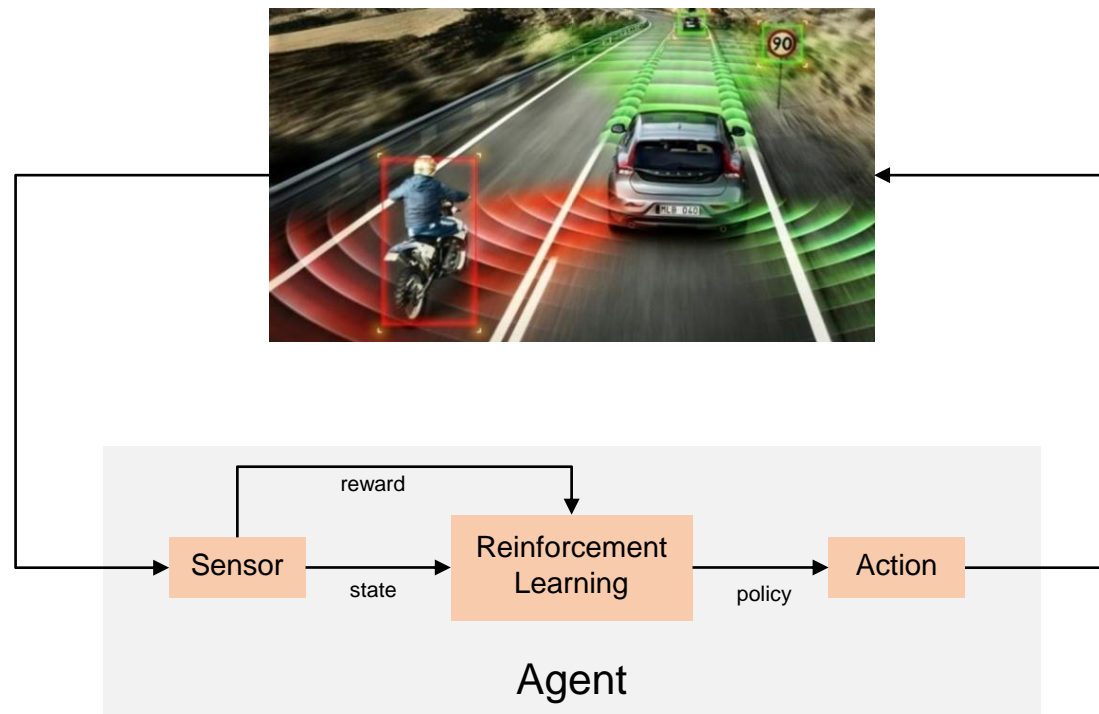 90
MLB 040
reward
Sensor
state
Reinforcement
Learning
policy
Action
Agent